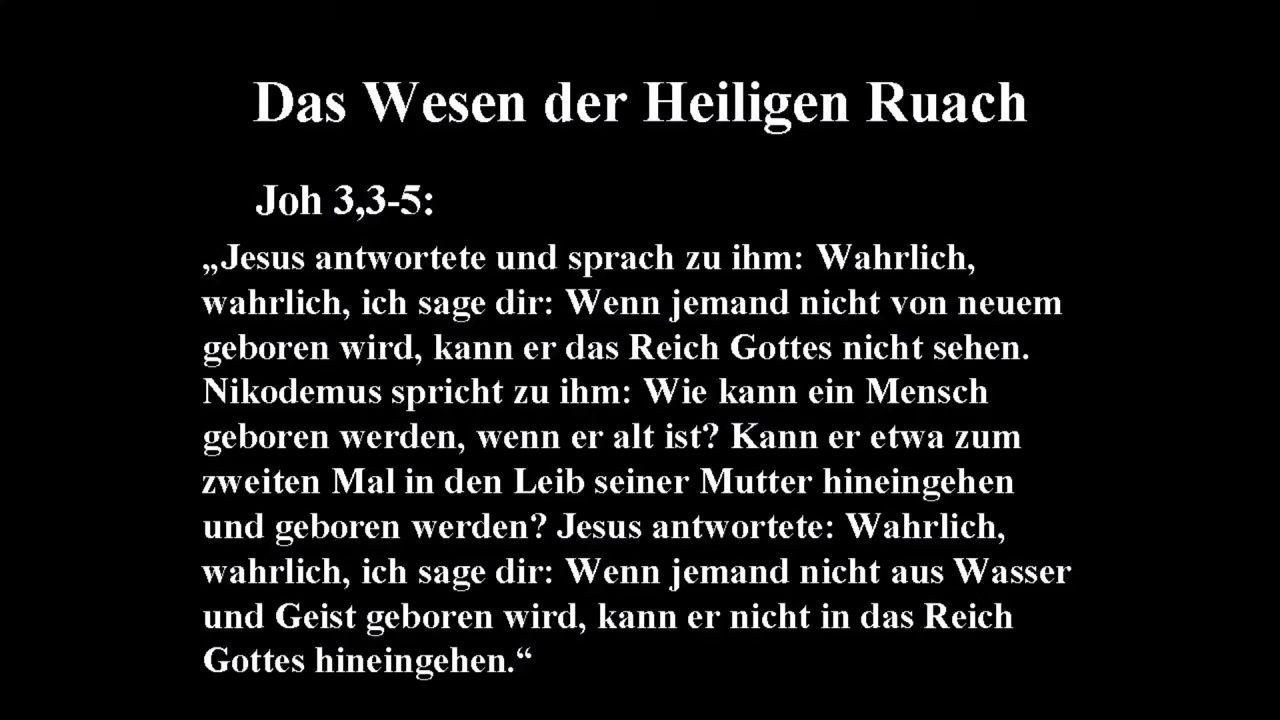 Das Wesen der Heiligen Ruach
Joh 3,3-5:
„Jesus antwortete und sprach zu ihm: Wahrlich,
wahrlich, ich sage dir: Wenn jemand nicht von neuem
geboren wird, kann er das Reich Gottes nicht sehen.
Nikodemus spricht zu ihm: Wie kann ein Mensch
geboren werden, wenn er alt ist? Kann er etwa zum
zweiten Mal in den Leib seiner Mutter hineingehen
und geboren werden? Jesus antwortete: Wahrlich,
wahrlich, ich sage dir: Wenn jemand nicht aus Wasser
und Geist geboren wird, kann er nicht in das Reich
Gottes hineingehen.“